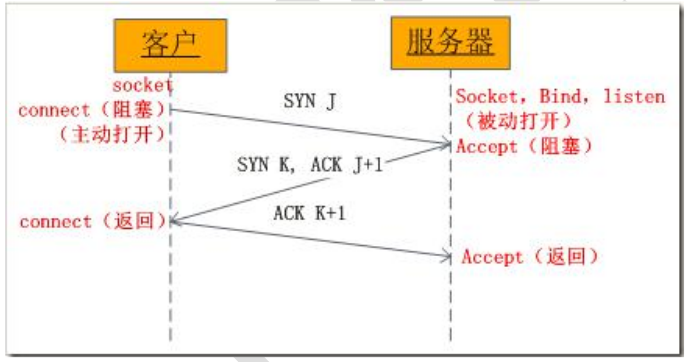 客户
服务器
socket
connect（阻塞）
（主动打开）
SYN J
Socket, Bind, listen
（被动打开）
Accept（阻塞）
SYN K, ACK J+1
connect（返回）
ACK K+1
Accept（返回）